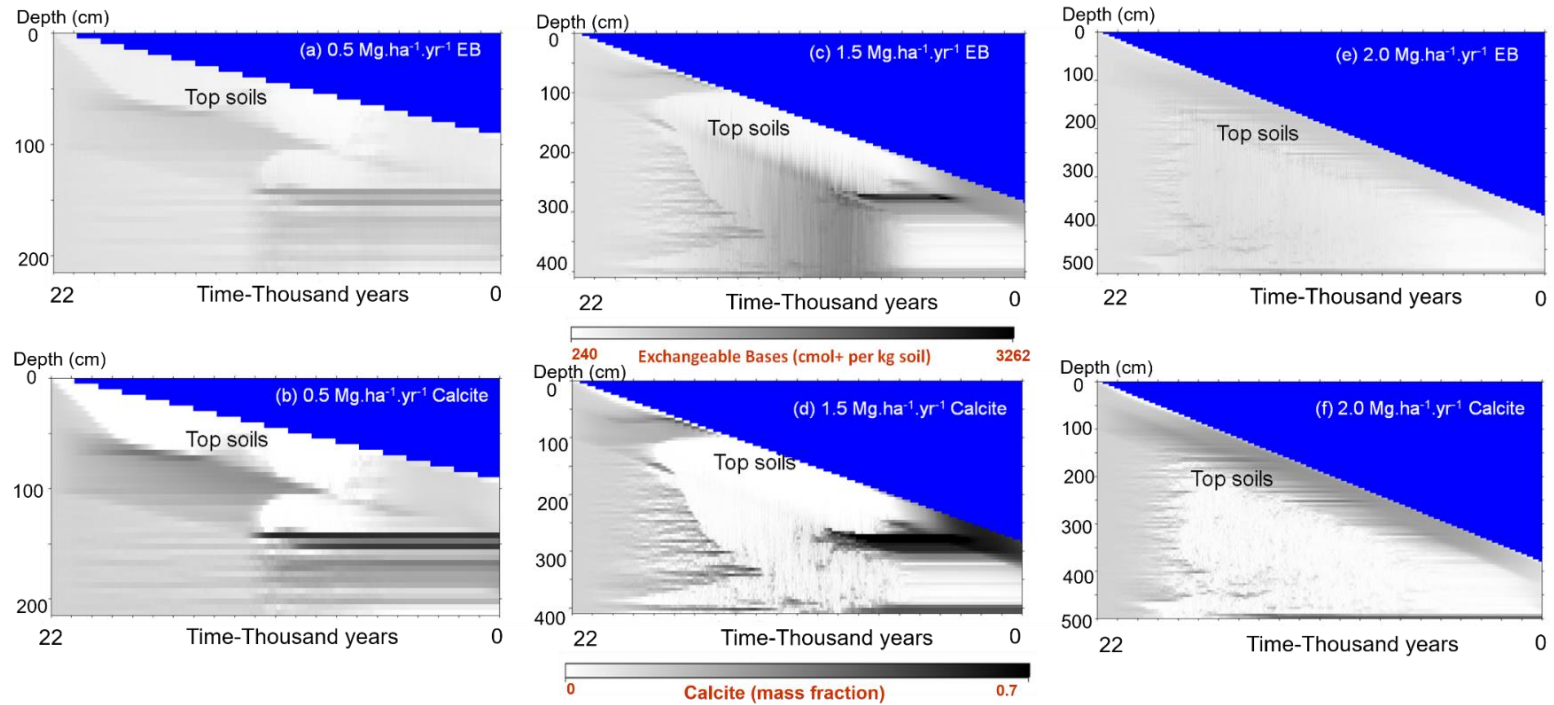 Depth (cm)
0
100
200
(a) 0.5 Mg.ha⁻¹.yr⁻¹ EB
Top soils
22 Time-Thousand years 0
Depth (cm)
0
100
200
300
400
(c) 1.5 Mg.ha⁻¹.yr⁻¹ EB
Top soils
22 Time-Thousand years 0
Depth (cm)
0
100
200
300
400
500
(e) 2.0 Mg.ha⁻¹.yr⁻¹ EB
Top soils
22 Time-Thousand years 0
240 Exchangeable Bases (cmol+ per kg soil) 3262
Depth (cm)
0
100
200
(b) 0.5 Mg.ha⁻¹.yr⁻¹ Calcite
Top soils
22 Time-Thousand years 0
Depth (cm)
0
100
200
300
400
(d) 1.5 Mg.ha⁻¹.yr⁻¹ Calcite
Top soils
22 Time-Thousand years 0
Depth (cm)
0
100
200
300
400
500
(f) 2.0 Mg.ha⁻¹.yr⁻¹ Calcite
Top soils
22 Time-Thousand years 0
0 Calcite (mass fraction) 0.7